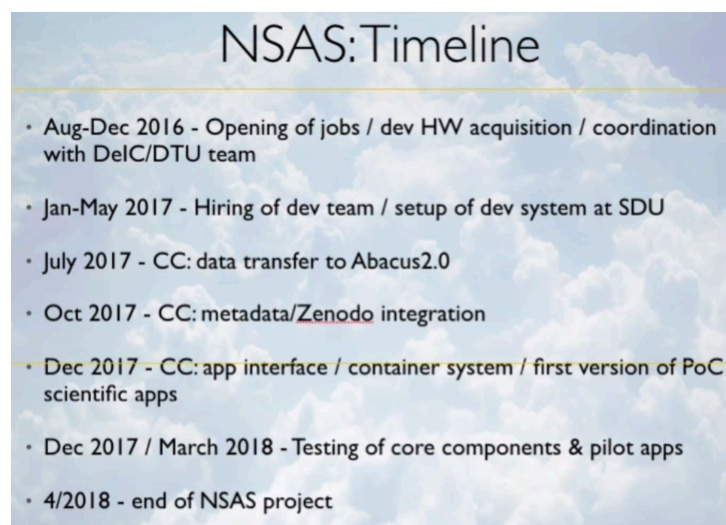 NSAS: Timeline
• Aug-Dec 2016 - Opening of jobs / dev HW acquisition / coordination
with DeIC/DTU team
• Jan-May 2017 - Hiring of dev team / setup of dev system at SDU
• July 2017 - CC: data transfer to Abacus2.0
• Oct 2017 - CC: metadata/Zenodo integration
• Dec 2017 - CC: app interface / container system / first version of PoC
scientific apps
• Dec 2017 / March 2018 - Testing of core components & pilot apps
• 4/2018 - end of NSAS project